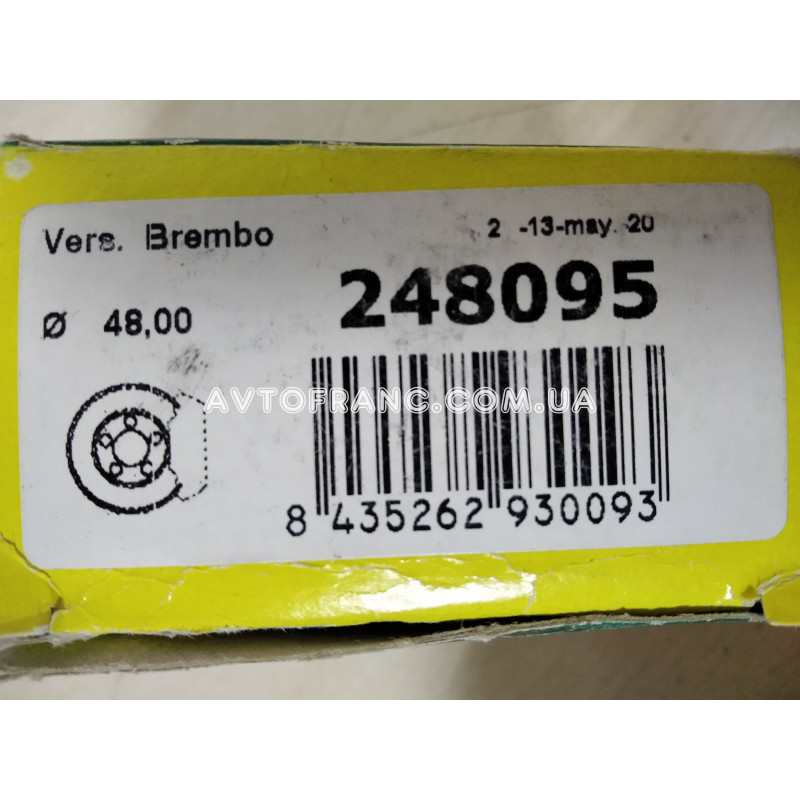 Vers. Brembo
2 -13-may. 20
Ø 48,00
248095
AVTOFRANC.COM.UA
8 435262 930093